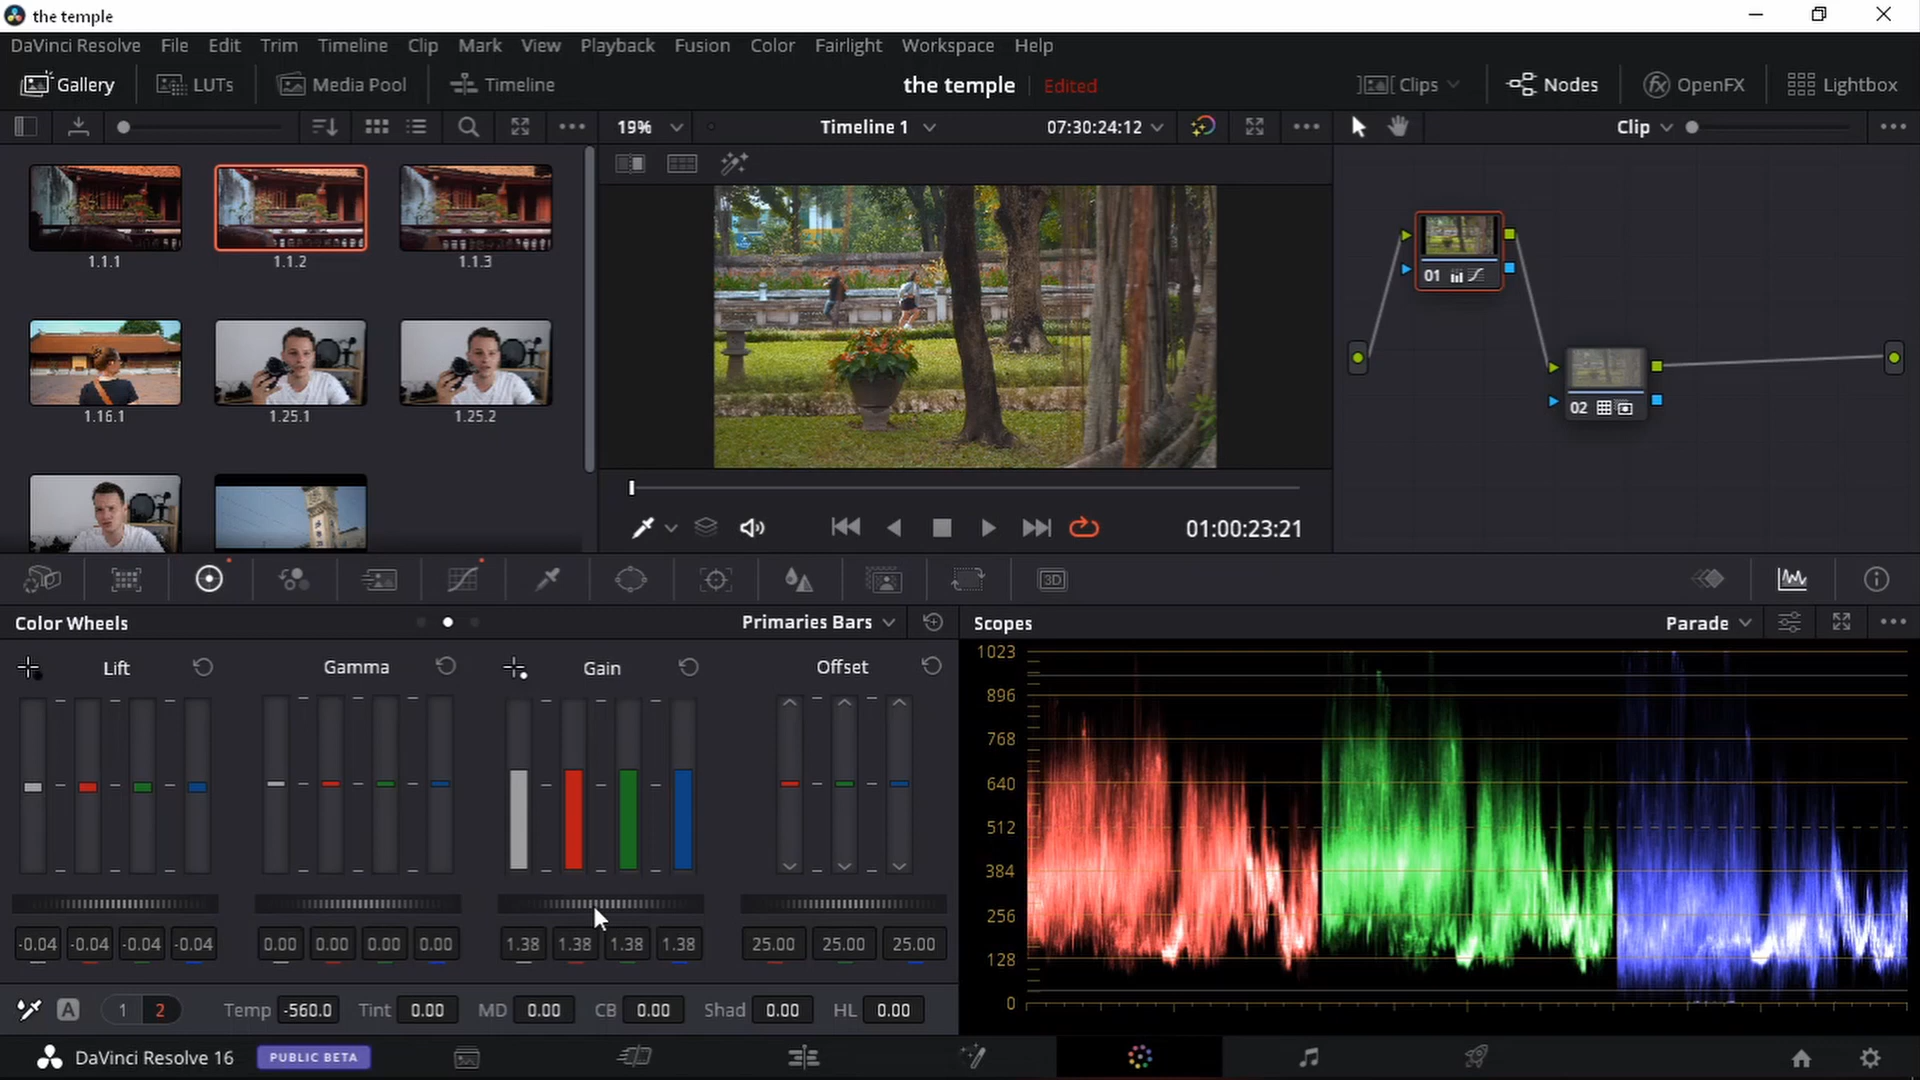 the temple
DaVinci Resolve File Edit Trim Timeline Clip Mark View Playback Fusion Color Fairlight Workspace Help
Gallery LUTs Media Pool Timeline the temple Edited Clips Nodes OpenFX Lightbox
19% Timeline 1 07:30:24:12 Clip
1.1.1 1.1.2 1.1.3
01
1.16.1 1.25.1 1.25.2
02
01:00:23:21
3D
Color Wheels Primaries Bars Scopes Parade
Lift Gamma Gain Offset
1023
896
768
640
512
384
256
128
0
-0.04 -0.04 -0.04 -0.04 0.00 0.00 0.00 0.00 1.38 1.38 1.38 1.38 25.00 25.00 25.00
A 1 2 Temp -560.0 Tint 0.00 MD 0.00 CB 0.00 Shad 0.00 HL 0.00
DaVinci Resolve 16 PUBLIC BETA